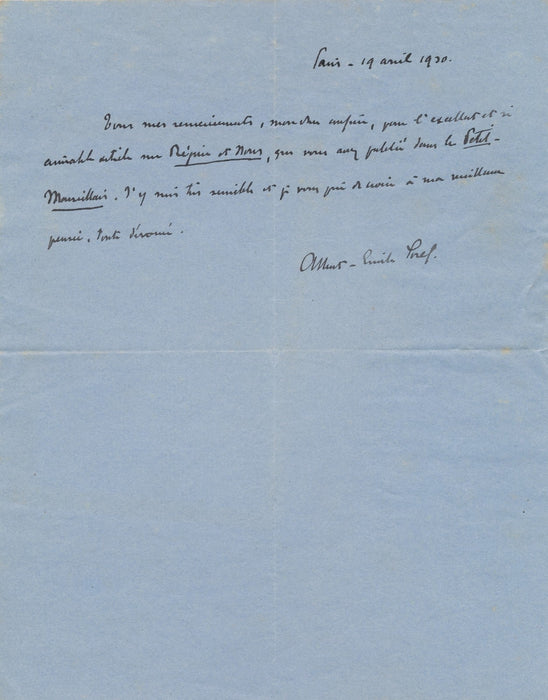 Paris - 19 avril 1930.
Tous mes remerciements, mon cher confrère, pour l'excellent et si
aimable article sur Régnier et Nous, que vous avez publié dans le Petit
Marseillais. J'y suis très sensible et je vous prie de croire à ma meilleure
pensée, toute dévouée.
Albert-Emile Sorel.